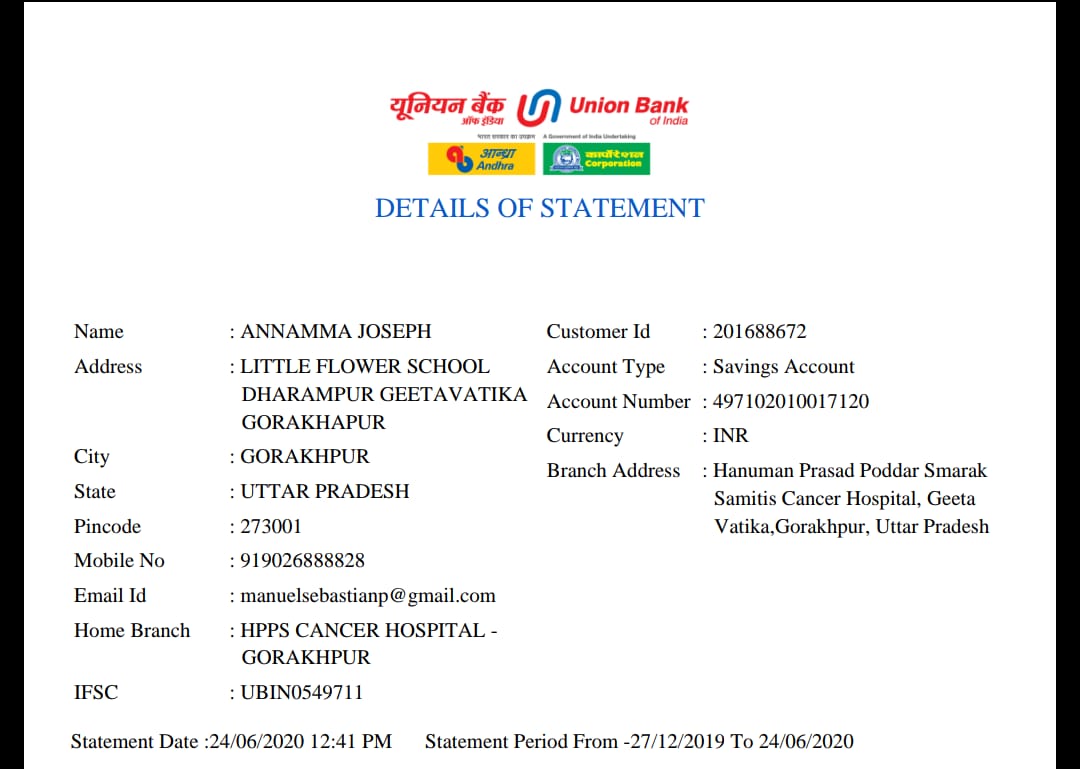 यूनियन बैंक Union Bank
ऑफ इंडिया of India
भारत सरकार का उपक्रम A Government of India Undertaking
आन्ध्रा Andhra कार्पोरेशन Corporation
DETAILS OF STATEMENT
Name : ANNAMMA JOSEPH
Address : LITTLE FLOWER SCHOOL
DHARAMPUR GEETAVATIKA
GORAKHAPUR
City : GORAKHPUR
State : UTTAR PRADESH
Pincode : 273001
Mobile No : 919026888828
Email Id : manuelsebastianp@gmail.com
Home Branch : HPPS CANCER HOSPITAL -
GORAKHPUR
IFSC : UBIN0549711
Customer Id : 201688672
Account Type : Savings Account
Account Number : 497102010017120
Currency : INR
Branch Address : Hanuman Prasad Poddar Smarak
Samitis Cancer Hospital, Geeta
Vatika,Gorakhpur, Uttar Pradesh
Statement Date :24/06/2020 12:41 PM Statement Period From -27/12/2019 To 24/06/2020